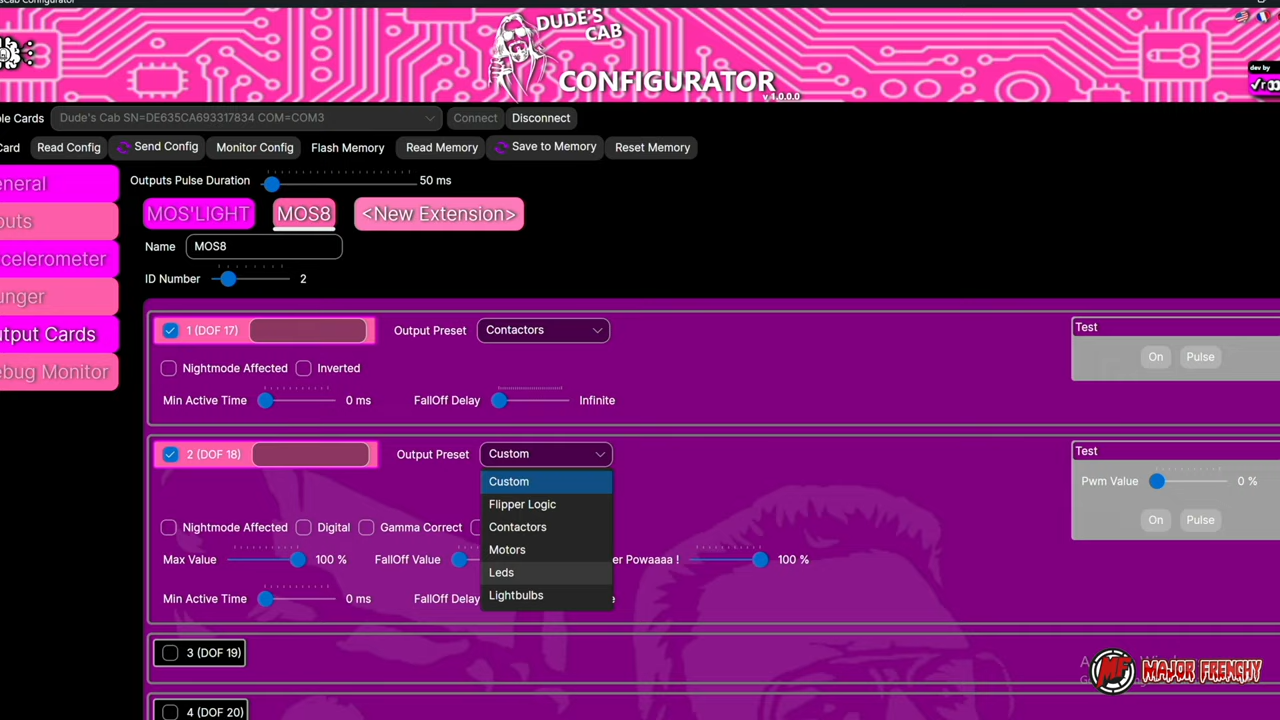 sCab Configurator
DUDE'S
CAB
CONFIGURATOR
v 1.0.0.0
dev by
ble Cards
Dude's Cab SN=DE635CA693317834 COM=COM3
Connect
Disconnect
Card
Read Config
Send Config
Monitor Config
Flash Memory
Read Memory
Save to Memory
Reset Memory
eneral
Outputs Pulse Duration
50 ms
MOS'LIGHT
MOS8
<New Extension>
puts
Name
MOS8
celerometer
ID Number
2
unger
utput Cards
ebug Monitor
1 (DOF 17)
Output Preset
Contactors
Test
On
Pulse
Nightmode Affected
Inverted
Min Active Time
0 ms
FallOff Delay
Infinite
2 (DOF 18)
Output Preset
Custom
Test
Custom
Flipper Logic
Contactors
Motors
Leds
Lightbulbs
Pwm Value
0 %
On
Pulse
Nightmode Affected
Digital
Gamma Correct
Max Value
100 %
FallOff Value
er Powaaaa !
100 %
Min Active Time
0 ms
FallOff Delay
3 (DOF 19)
4 (DOF 20)
MF MAJOR FRENCHY